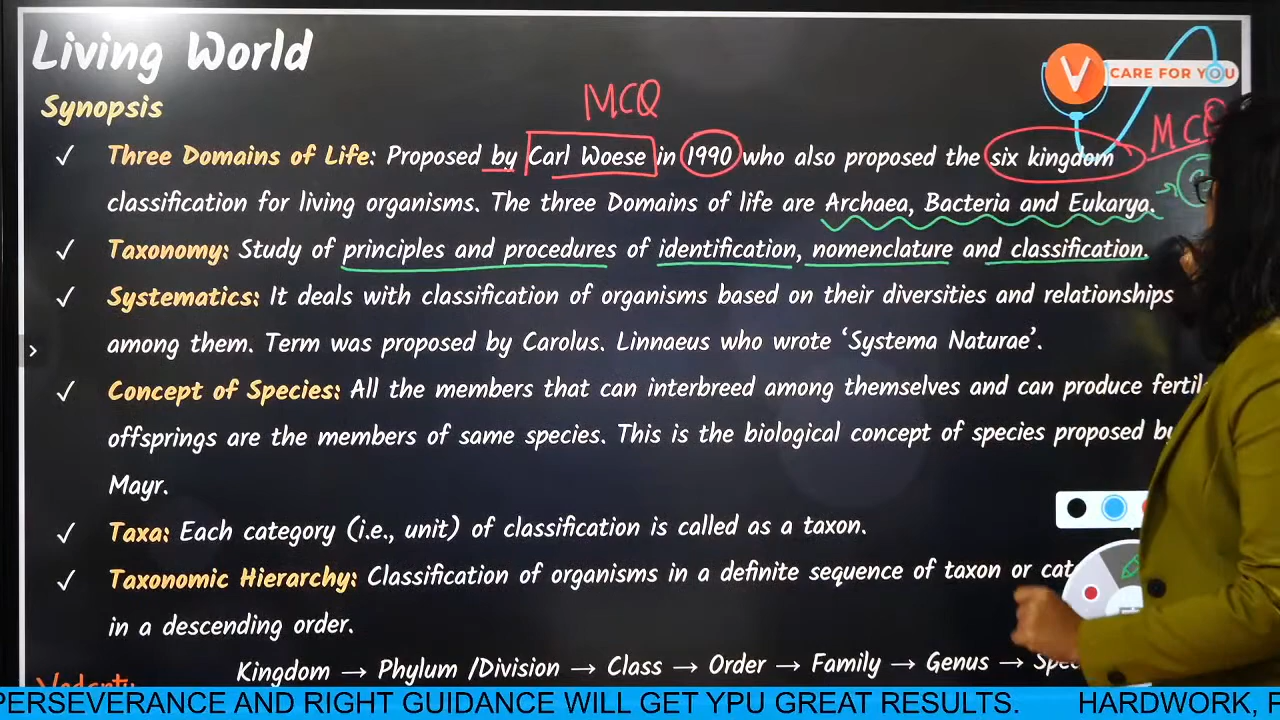 Living World
CARE FOR YOU
MCQ
Synopsis
MCQ
✓ Three Domains of Life: Proposed by Carl Woese in 1990 who also proposed the six kingdom
classification for living organisms. The three Domains of life are Archaea, Bacteria and Eukarya.
✓ Taxonomy: Study of principles and procedures of identification, nomenclature and classification.
✓ Systematics: It deals with classification of organisms based on their diversities and relationships
among them. Term was proposed by Carolus. Linnaeus who wrote ‘Systema Naturae’.
✓ Concept of Species: All the members that can interbreed among themselves and can produce fertil
offsprings are the members of same species. This is the biological concept of species proposed by
Mayr.
✓ Taxa: Each category (i.e., unit) of classification is called as a taxon.
✓ Taxonomic Hierarchy: Classification of organisms in a definite sequence of taxon or cat
in a descending order.
Kingdom → Phylum /Division → Class → Order → Family → Genus → Spec
PERSEVERANCE AND RIGHT GUIDANCE WILL GET YPU GREAT RESULTS. HARDWORK, P